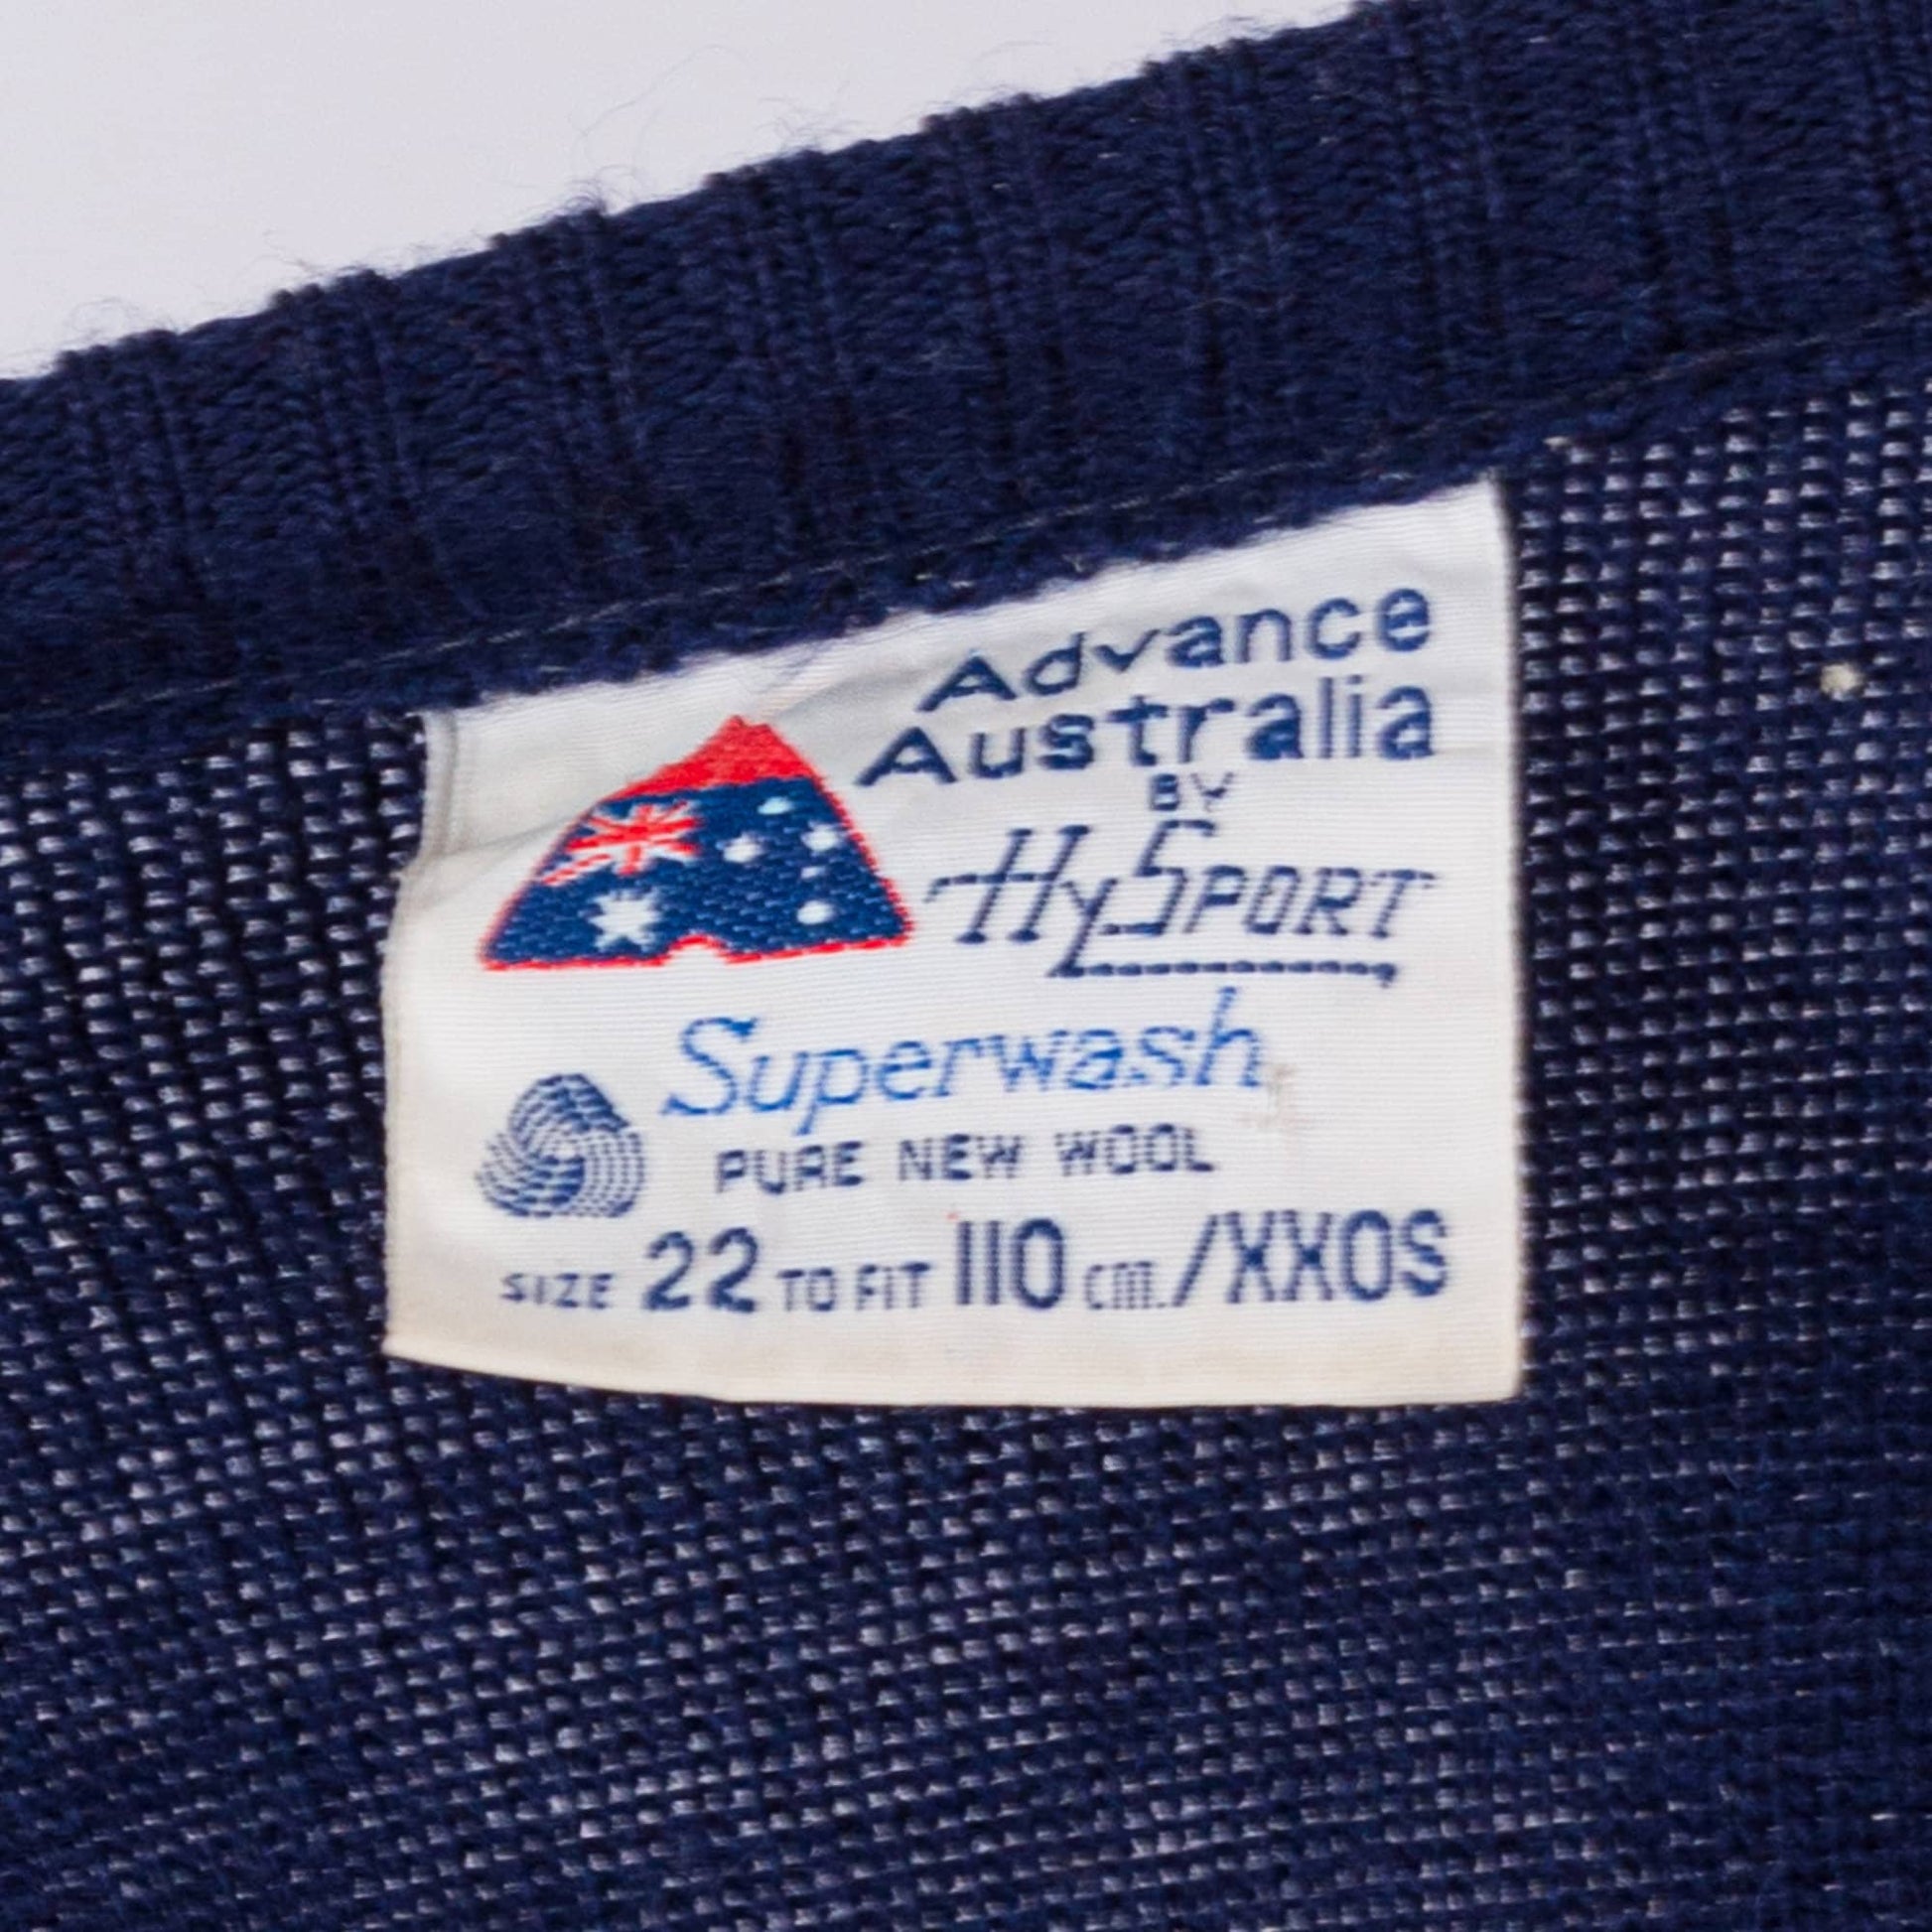 Advance
Australia
BY
HySPORT
Superwash
PURE NEW WOOL
SIZE 22 TO FIT 110 cm./XXOS